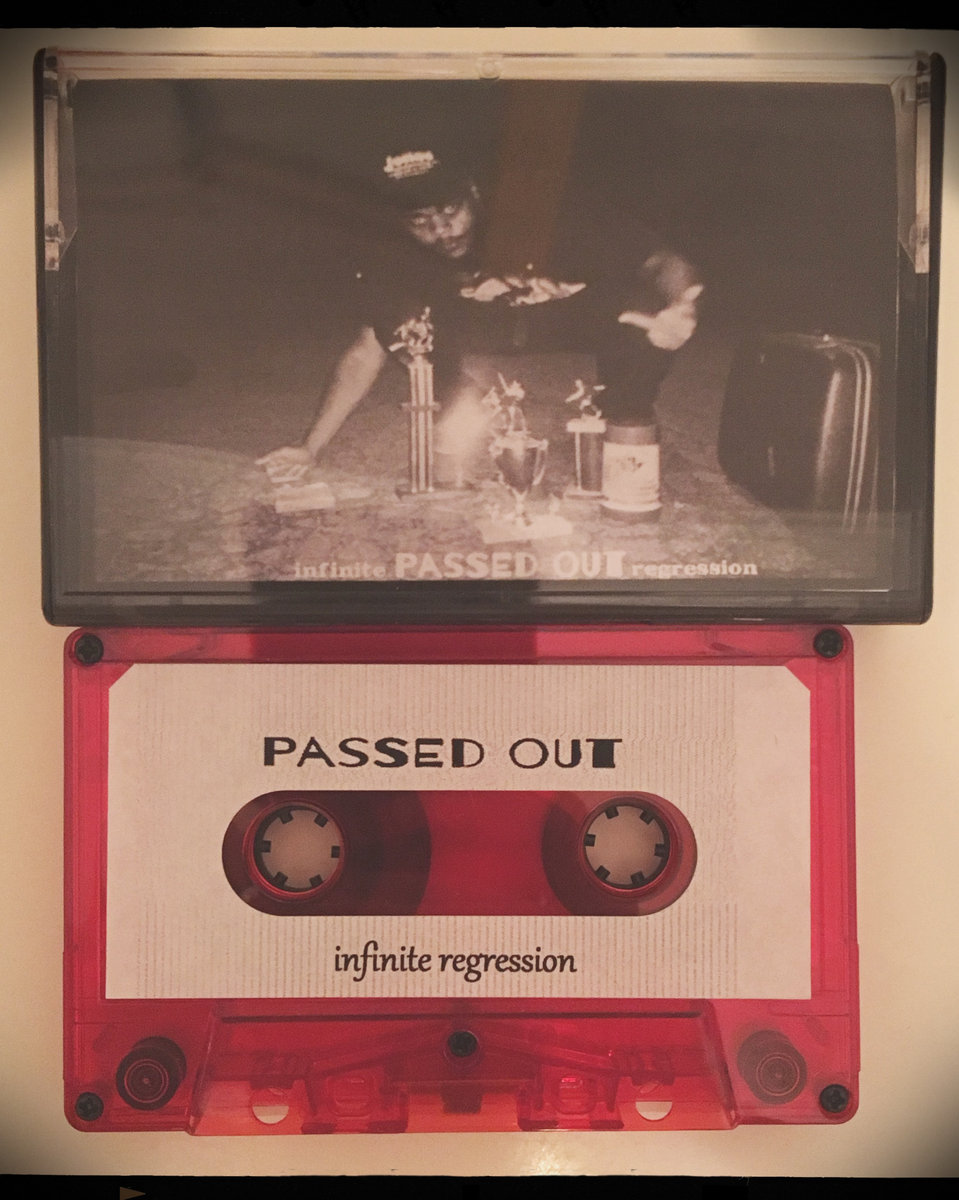 infinite PASSED OUT regression
PASSED OUT
infinite regression